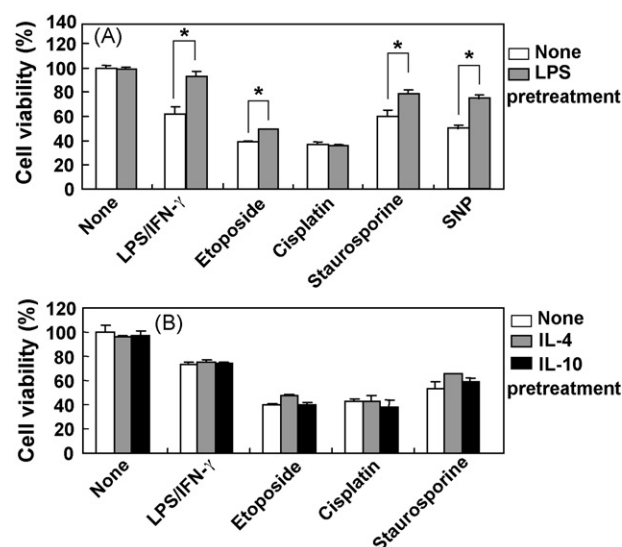 (A)
Cell viability (%)
140
120
100
80
60
40
20
0
*
*
*
*
None
LPS
pretreatment
None
LPS/IFN-γ
Etoposide
Cisplatin
Staurosporine
SNP
(B)
Cell viability (%)
120
100
80
60
40
20
0
None
IL-4
IL-10
pretreatment
None
LPS/IFN-γ
Etoposide
Cisplatin
Staurosporine